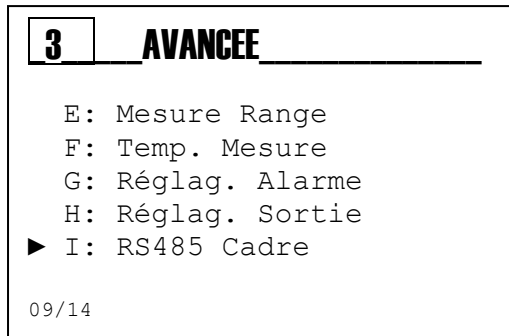 3 AVANCEE
E: Mesure Range
F: Temp. Mesure
G: Réglag. Alarme
H: Réglag. Sortie
► I: RS485 Cadre
09/14